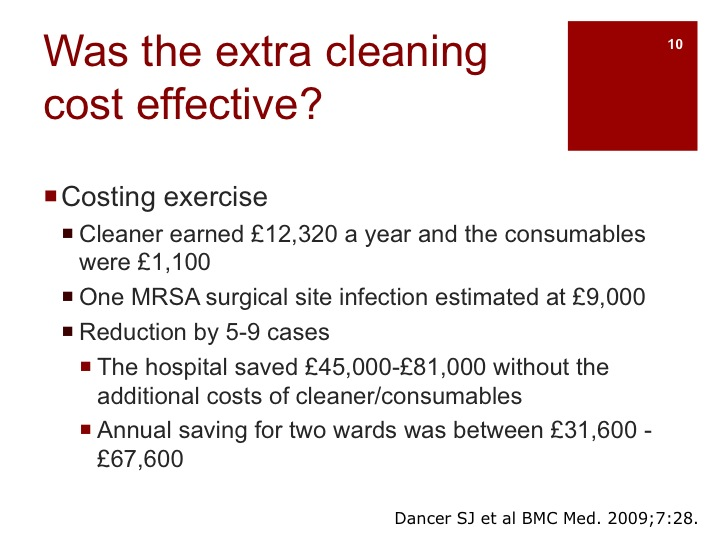 Was the extra cleaning
cost effective?
10
Costing exercise
Cleaner earned £12,320 a year and the consumables
were £1,100
One MRSA surgical site infection estimated at £9,000
Reduction by 5-9 cases
The hospital saved £45,000-£81,000 without the
additional costs of cleaner/consumables
Annual saving for two wards was between £31,600 -
£67,600
Dancer SJ et al BMC Med. 2009;7:28.